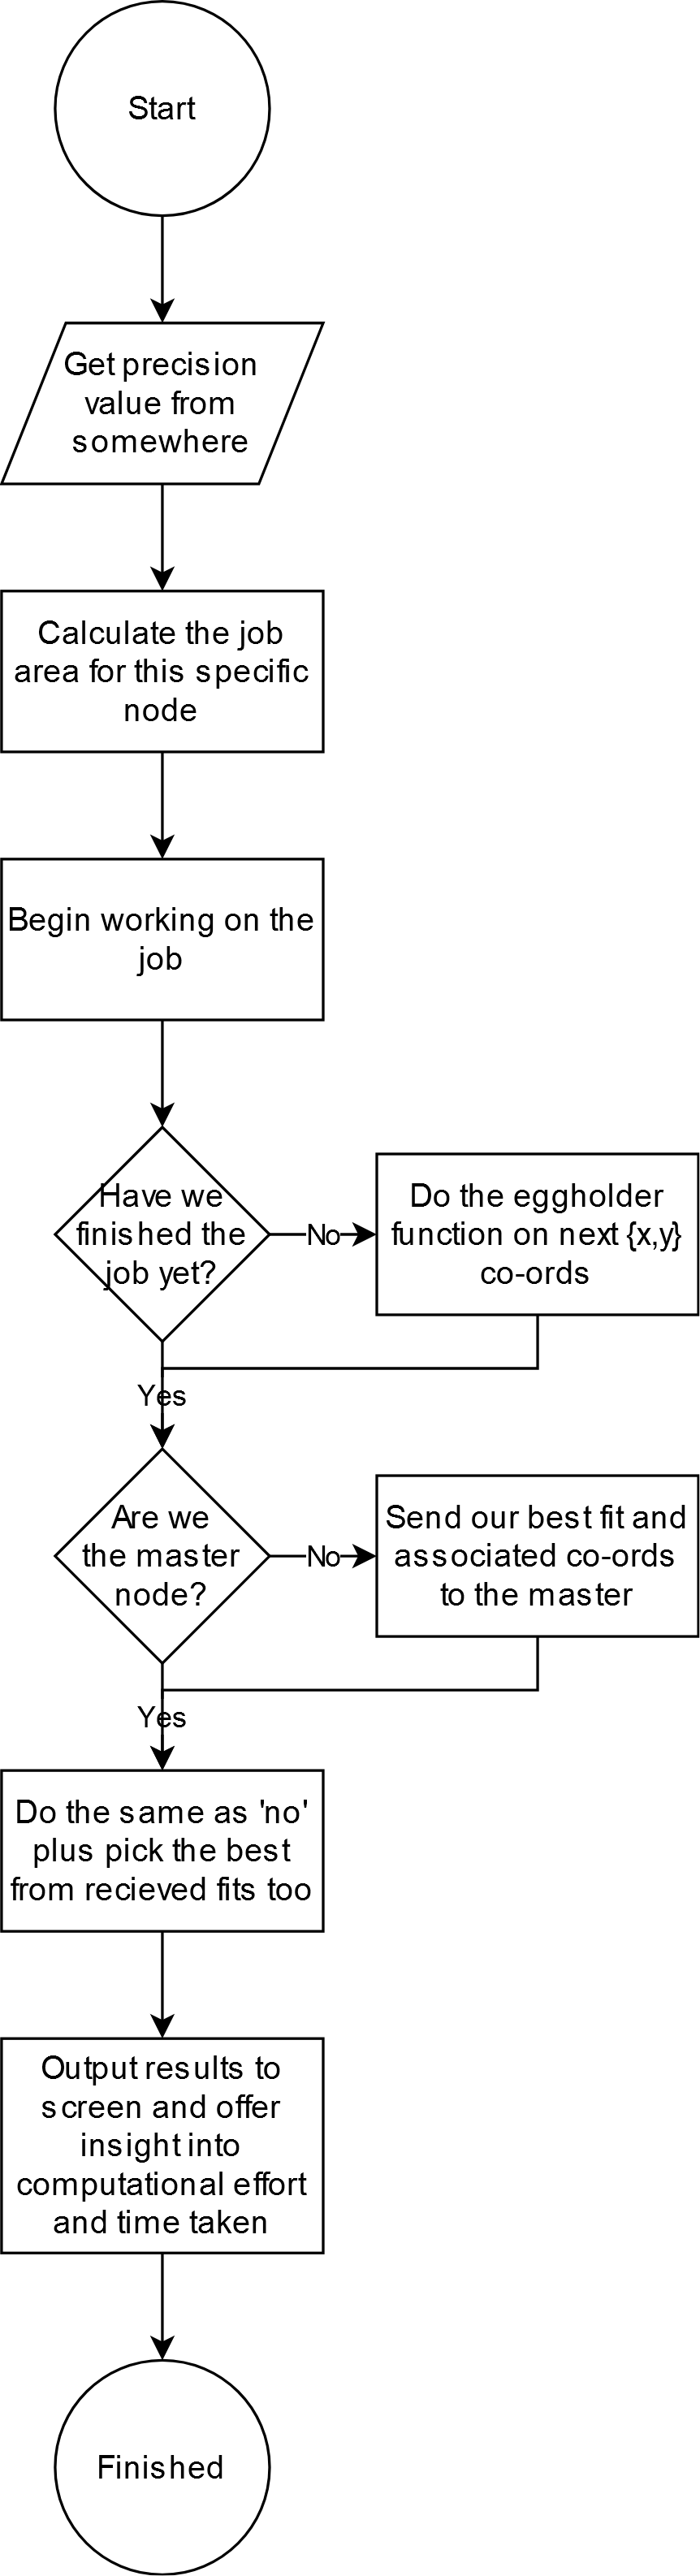 Start
Get precision
value from
somewhere
Calculate the job
area for this specific
node
Begin working on the
job
Have we
finished the
job yet?
No
Do the eggholder
function on next {x,y}
co-ords
Yes
Are we
the master
node?
No
Send our best fit and
associated co-ords
to the master
Yes
Do the same as 'no'
plus pick the best
from recieved fits too
Output results to
screen and offer
insight into
computational effort
and time taken
Finished